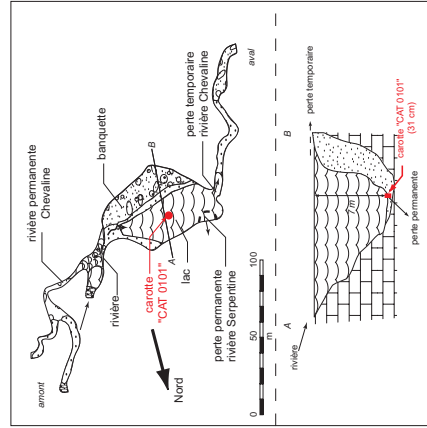 amont
rivière permanente
Chevaline
banquette
perte temporaire
rivière Chevaline
aval
rivière
carotte
"CAT 0101"
A
B
lac
perte permanente
rivière Serpentine
Nord
0
50
100
m
A
B
rivière
perte temporaire
7m
carotte "CAT 0101"
(31 cm)
perte permanente